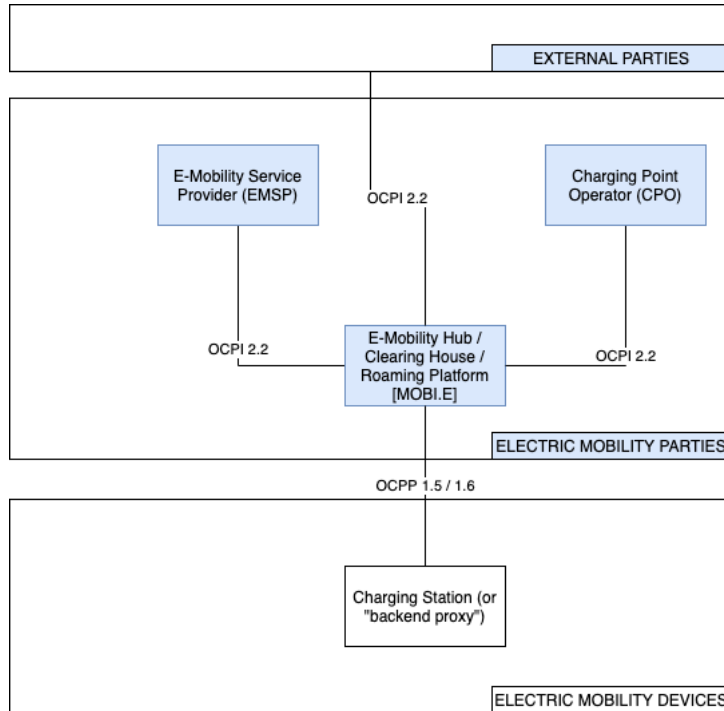 EXTERNAL PARTIES
E-Mobility Service
Provider (EMSP)
Charging Point
Operator (CPO)
OCPI 2.2
OCPI 2.2
E-Mobility Hub /
Clearing House /
Roaming Platform
[MOBI.E]
OCPI 2.2
ELECTRIC MOBILITY PARTIES
OCPP 1.5 / 1.6
Charging Station (or
"backend proxy")
ELECTRIC MOBILITY DEVICES